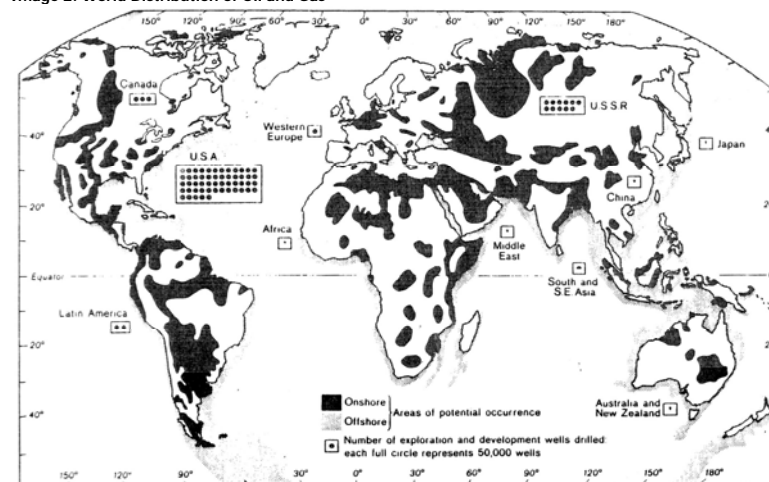 Image 2: World Distribution of Oil and Gas
150° 120° 90° 30° 0° 30° 60° 90° 120° 150° 180°
Canada
U.S.S.R
40°
Western
Europe
Japan
U.S.A.
China
20°
Africa
Middle
East
Equator
South and
S.E. Asia
Latin America
20°
Onshore
Offshore
Areas of potential occurrence
Australia and
New Zealand
40°
Number of exploration and development wells drilled:
each full circle represents 50,000 wells
150° 120° 90° 30° 0° 30° 60° 90° 120° 150° 180°